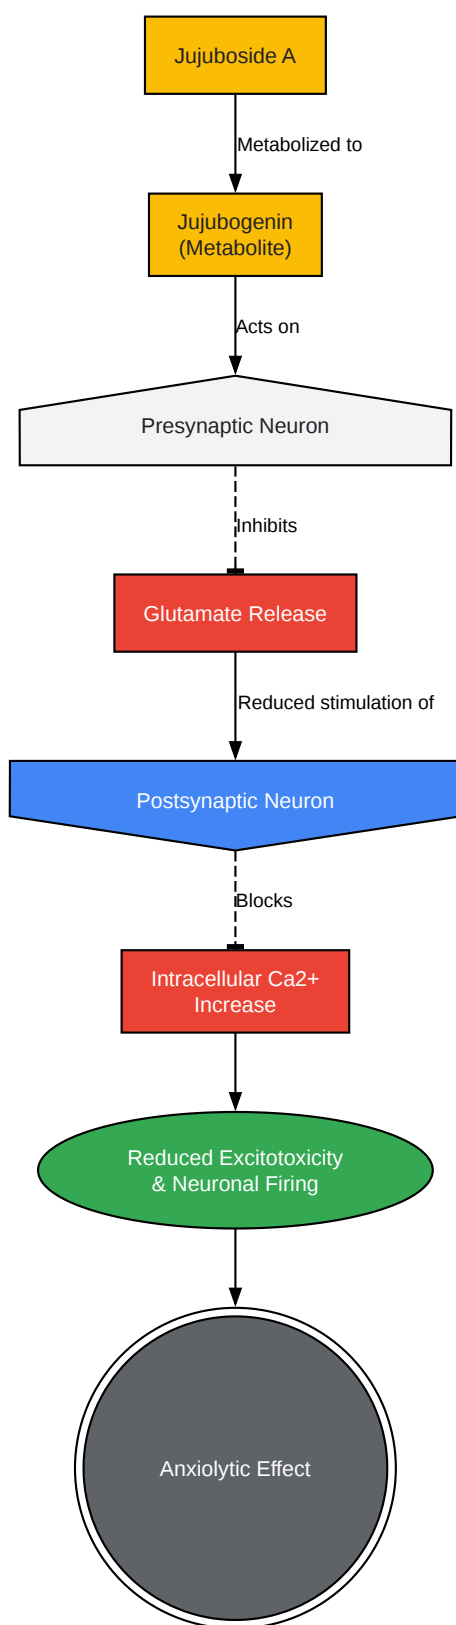 Jujuboside A
Metabolized to
Jujubogenin
(Metabolite)
Acts on
Presynaptic Neuron
Inhibits
Glutamate Release
Reduced stimulation of
Postsynaptic Neuron
Blocks
Intracellular Ca2+
Increase
Reduced Excitotoxicity
& Neuronal Firing
Anxiolytic Effect